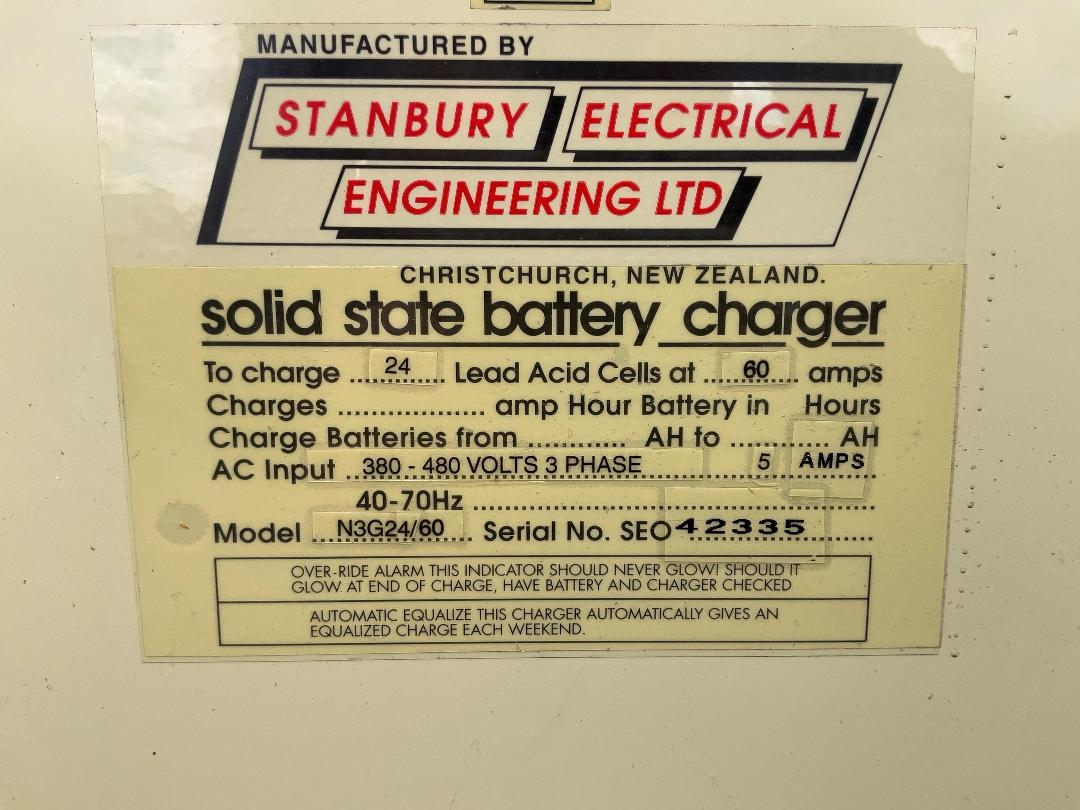 MANUFACTURED BY
STANBURY ELECTRICAL
ENGINEERING LTD
CHRISTCHURCH, NEW ZEALAND.
solid state battery charger
To charge ...24... Lead Acid Cells at ...60... amps
Charges .................. amp Hour Battery in Hours
Charge Batteries from ............ AH to ............ AH
AC Input ..380 - 480 VOLTS 3 PHASE............ 5 AMPS
40-70Hz ................................................
Model ...N3G24/60.... Serial No. SEO 42335........
OVER-RIDE ALARM THIS INDICATOR SHOULD NEVER GLOW! SHOULD IT
GLOW. AT END OF CHARGE, HAVE BATTERY AND CHARGER CHECKED
AUTOMATIC EQUALIZE THIS CHARGER AUTOMATICALLY GIVES AN
EQUALIZED CHARGE EACH WEEKEND.